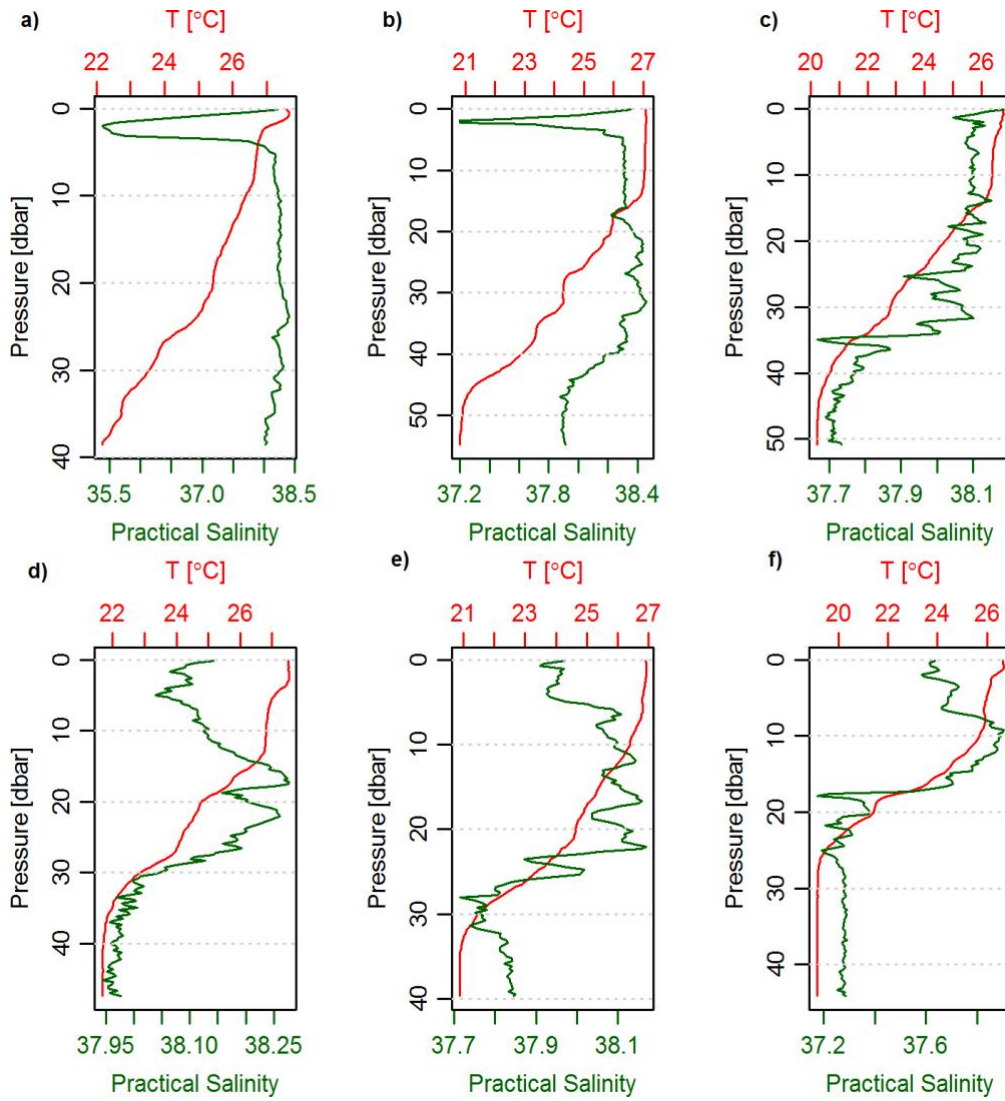 a)
T [°C]
22 24 26
Pressure [dbar]
0 10 20 30 40
35.5 37.0 38.5
Practical Salinity
b)
T [°C]
21 23 25 27
Pressure [dbar]
0 10 20 30 40 50
37.2 37.8 38.4
Practical Salinity
c)
T [°C]
20 22 24 26
Pressure [dbar]
0 10 20 30 40 50
37.7 37.9 38.1
Practical Salinity
d)
T [°C]
22 24 26
Pressure [dbar]
0 10 20 30 40
37.95 38.10 38.25
Practical Salinity
e)
T [°C]
21 23 25 27
Pressure [dbar]
0 10 20 30 40
37.7 37.9 38.1
Practical Salinity
f)
T [°C]
20 22 24 26
Pressure [dbar]
0 10 20 30 40
37.2 37.6
Practical Salinity